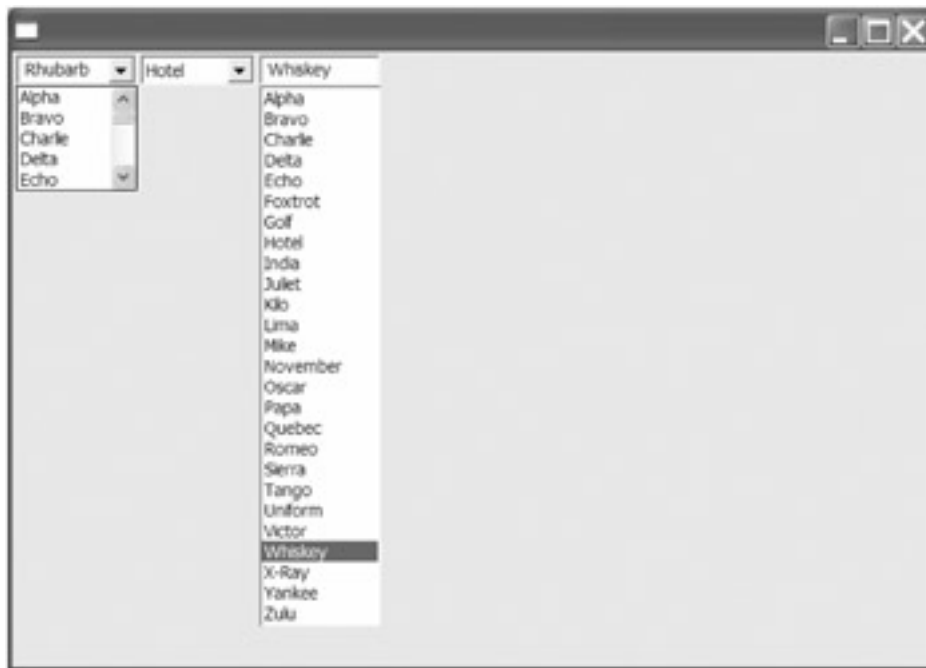 Rhubarb
Hotel
Whiskey
Alpha
Bravo
Charlie
Delta
Echo
Alpha
Bravo
Charlie
Delta
Echo
Foxtrot
Golf
Hotel
India
Juliet
Kilo
Lima
Mike
November
Oscar
Papa
Quebec
Romeo
Sierra
Tango
Uniform
Victor
Whiskey
X-Ray
Yankee
Zulu